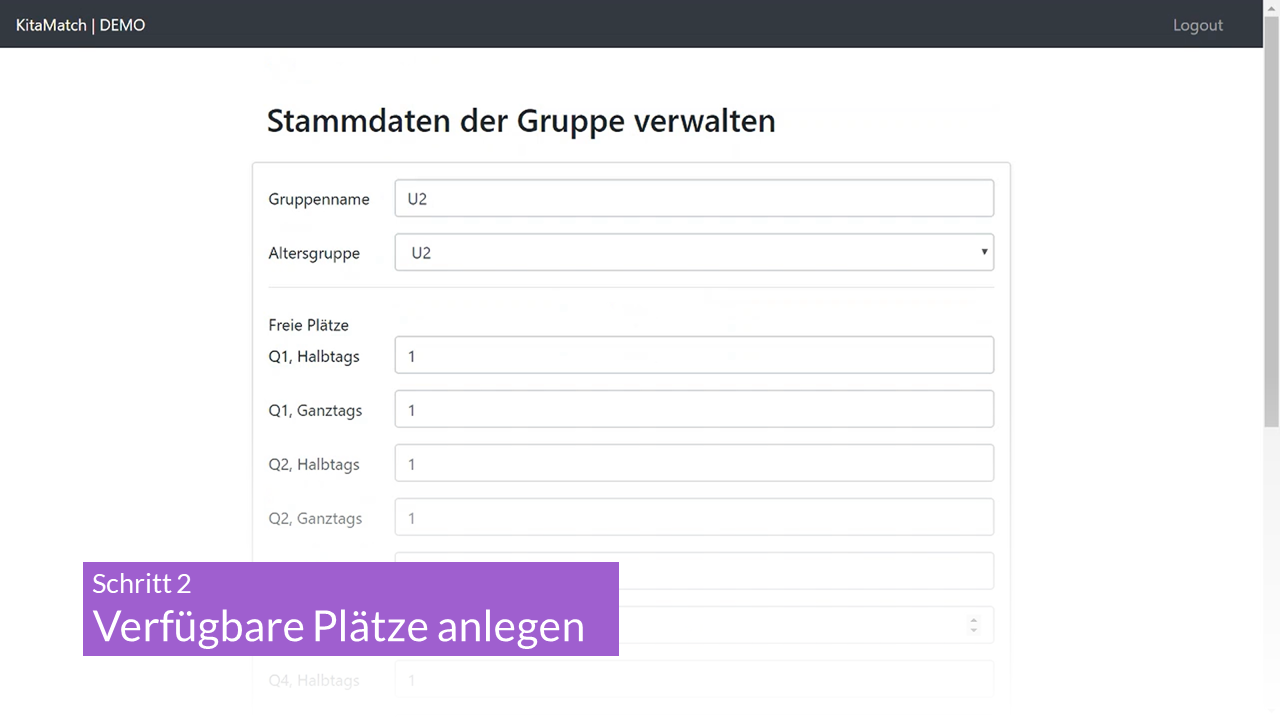 KitaMatch | DEMO Logout
Stammdaten der Gruppe verwalten
Gruppenname U2
Altersgruppe U2
Freie Plätze
Q1, Halbtags 1
Q1, Ganztags 1
Q2, Halbtags 1
Q2, Ganztags 1
Schritt 2
Verfügbare Plätze anlegen
Q4, Halbtags 1